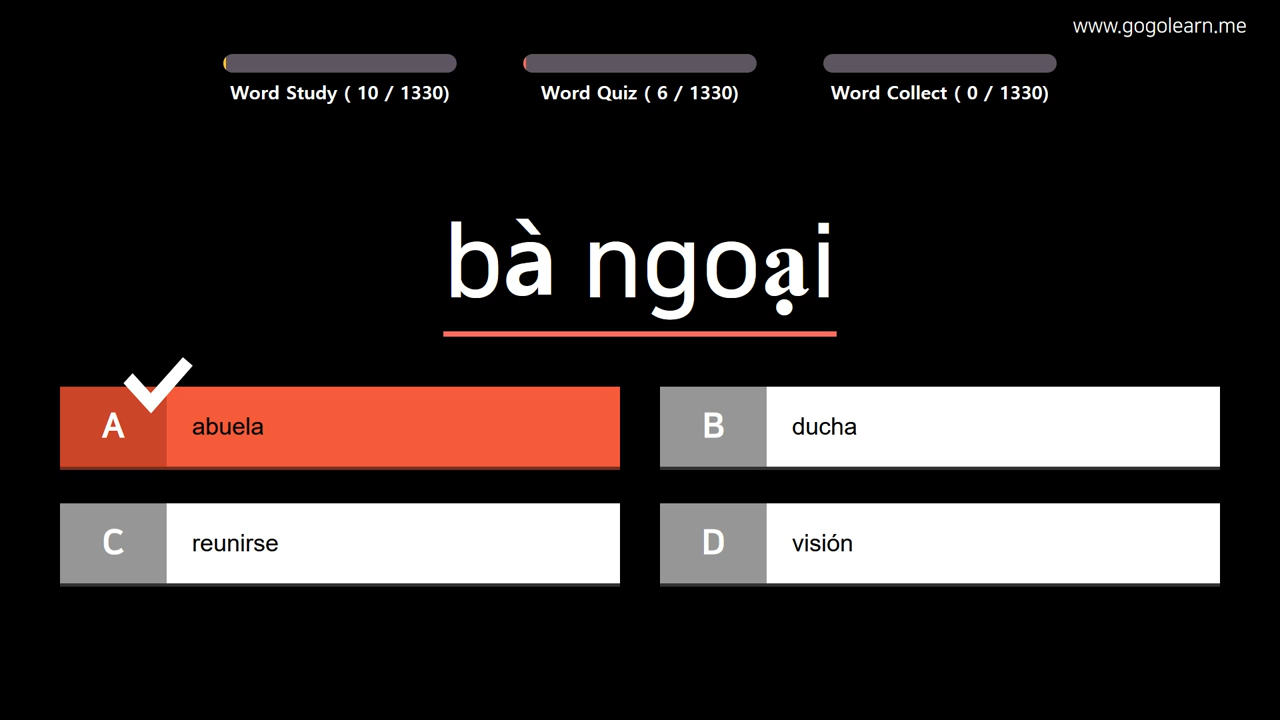 www.gogolearn.me
Word Study ( 10 / 1330)
Word Quiz ( 6 / 1330)
Word Collect ( 0 / 1330)
bà ngoại
A abuela
B ducha
C reunirse
D visión